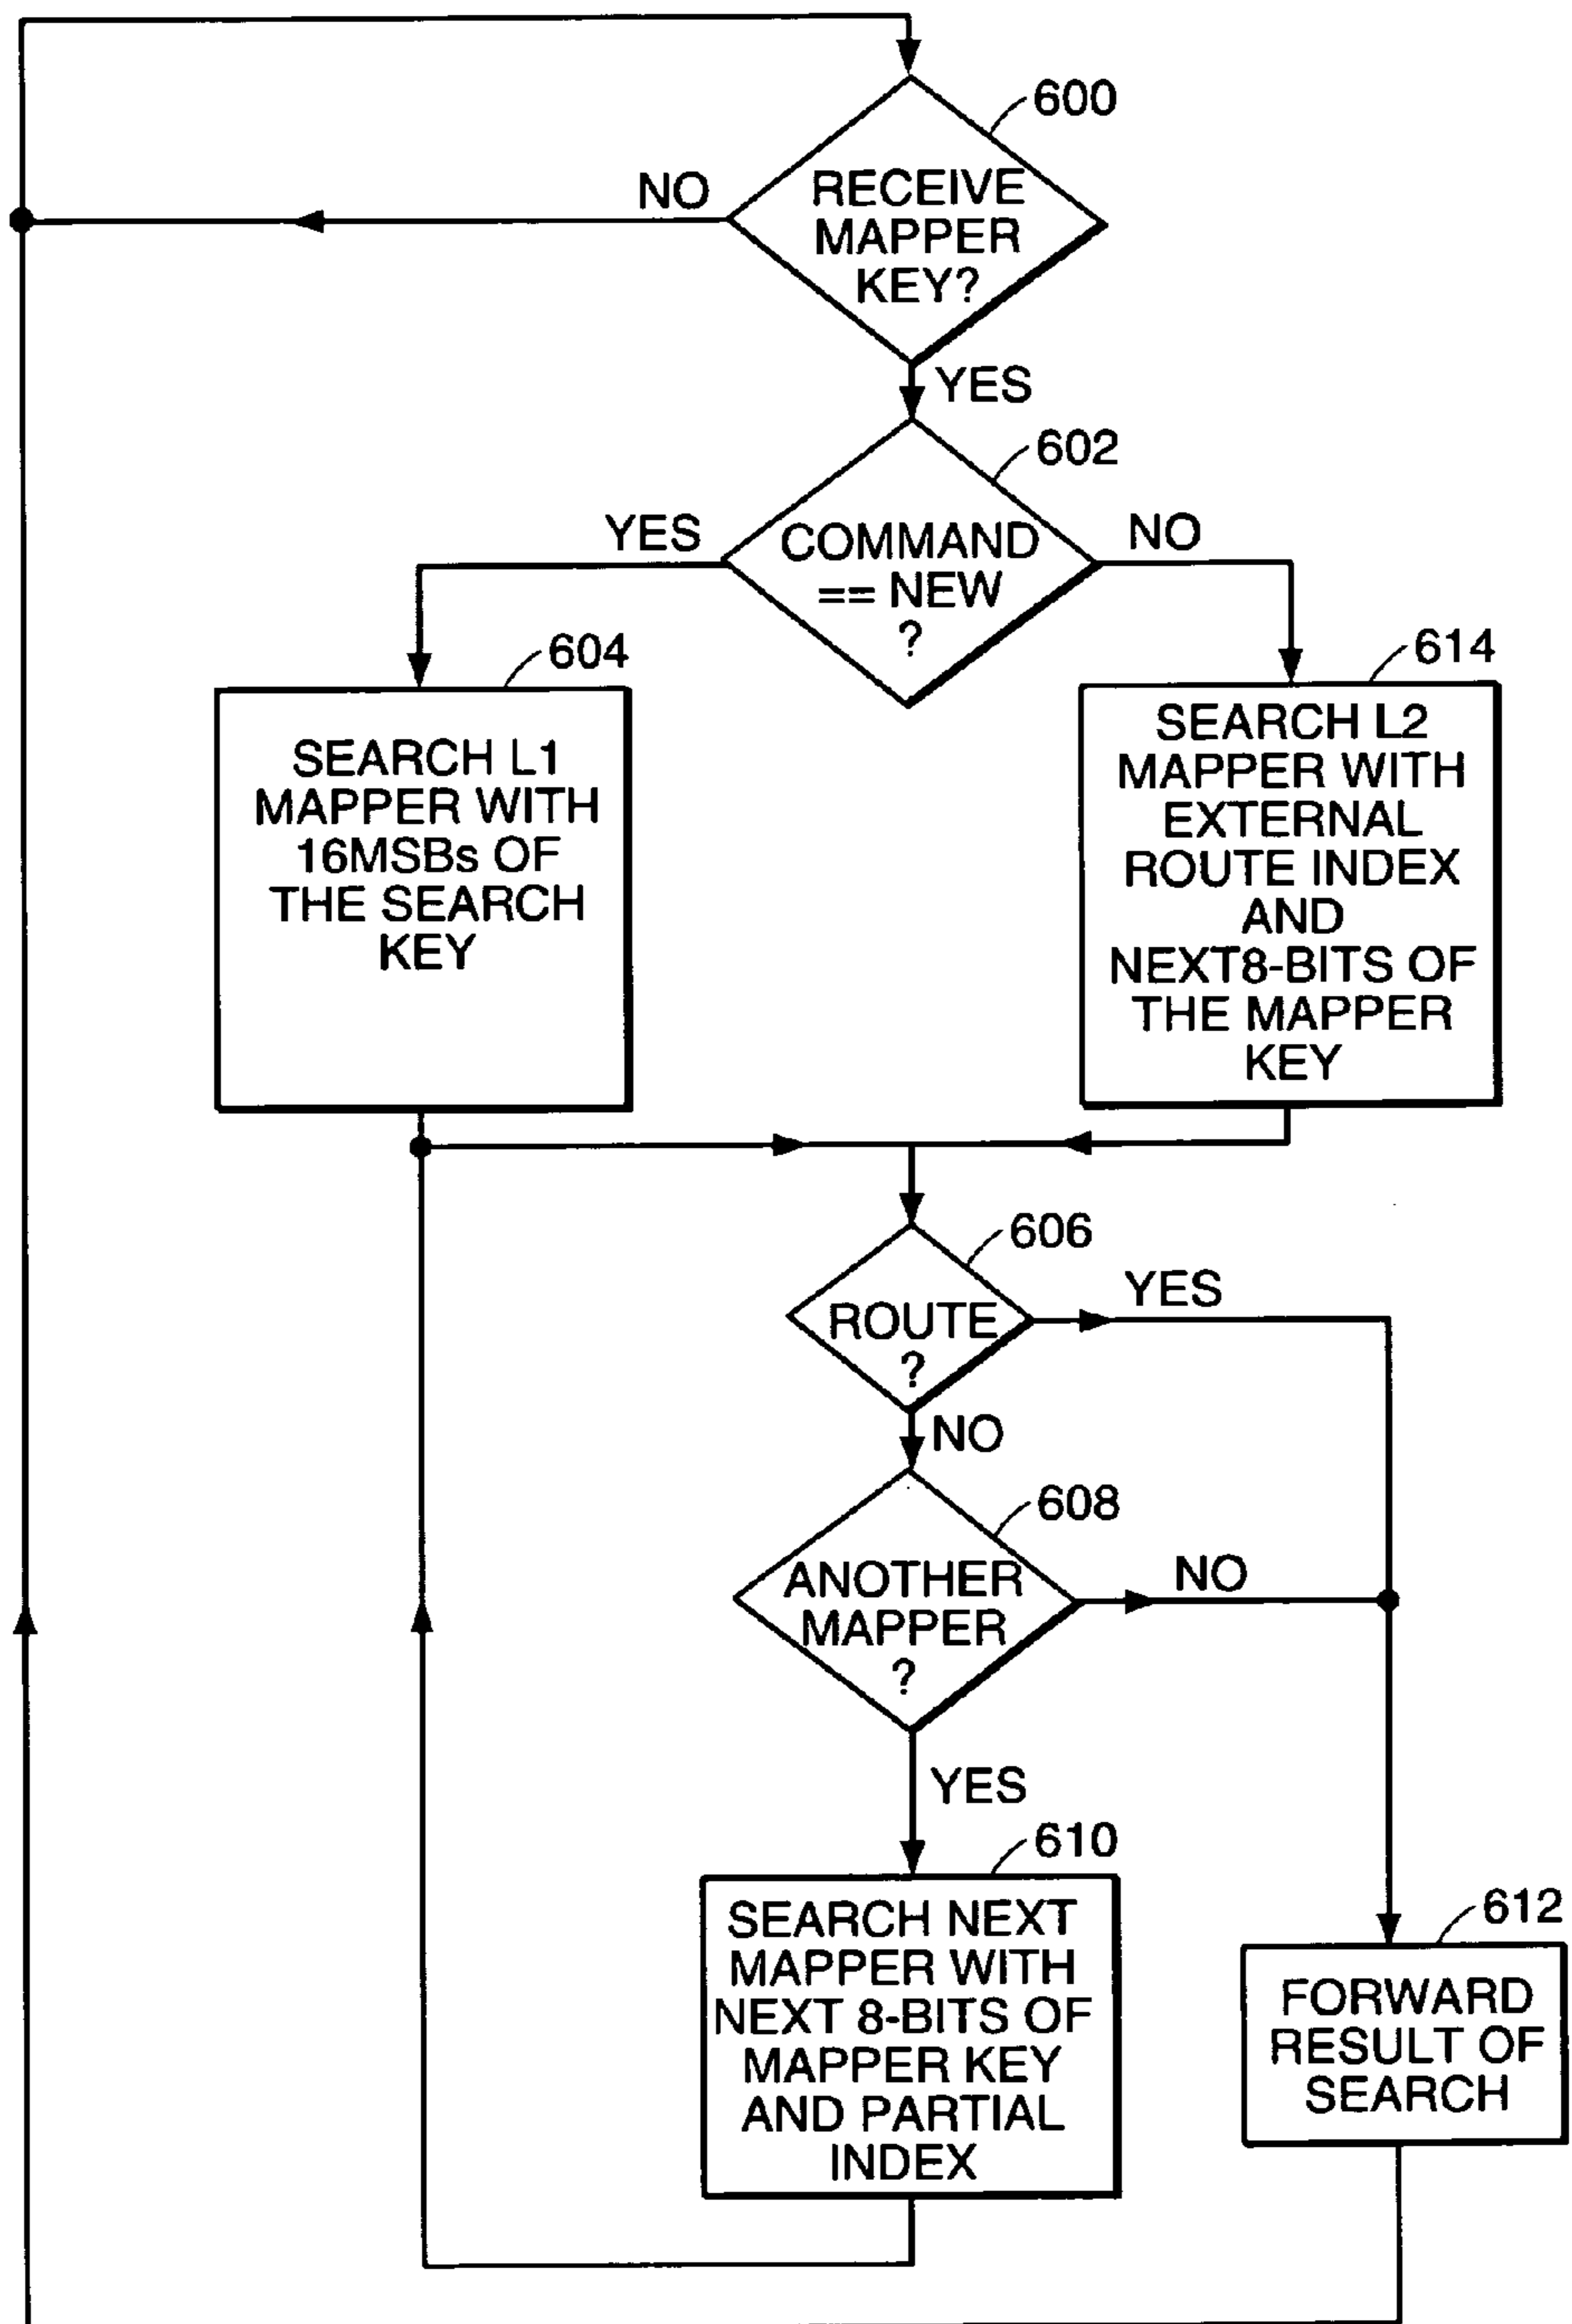 600
NO
RECEIVE
MAPPER
KEY?
YES
602
YES
COMMAND
== NEW
?
NO
604
SEARCH L1
MAPPER WITH
16MSBs OF
THE SEARCH
KEY
614
SEARCH L2
MAPPER WITH
EXTERNAL
ROUTE INDEX
AND
NEXT8-BITS OF
THE MAPPER
KEY
606
ROUTE
?
YES
NO
608
ANOTHER
MAPPER
?
NO
YES
610
SEARCH NEXT
MAPPER WITH
NEXT 8-BITS OF
MAPPER KEY
AND PARTIAL
INDEX
612
FORWARD
RESULT OF
SEARCH